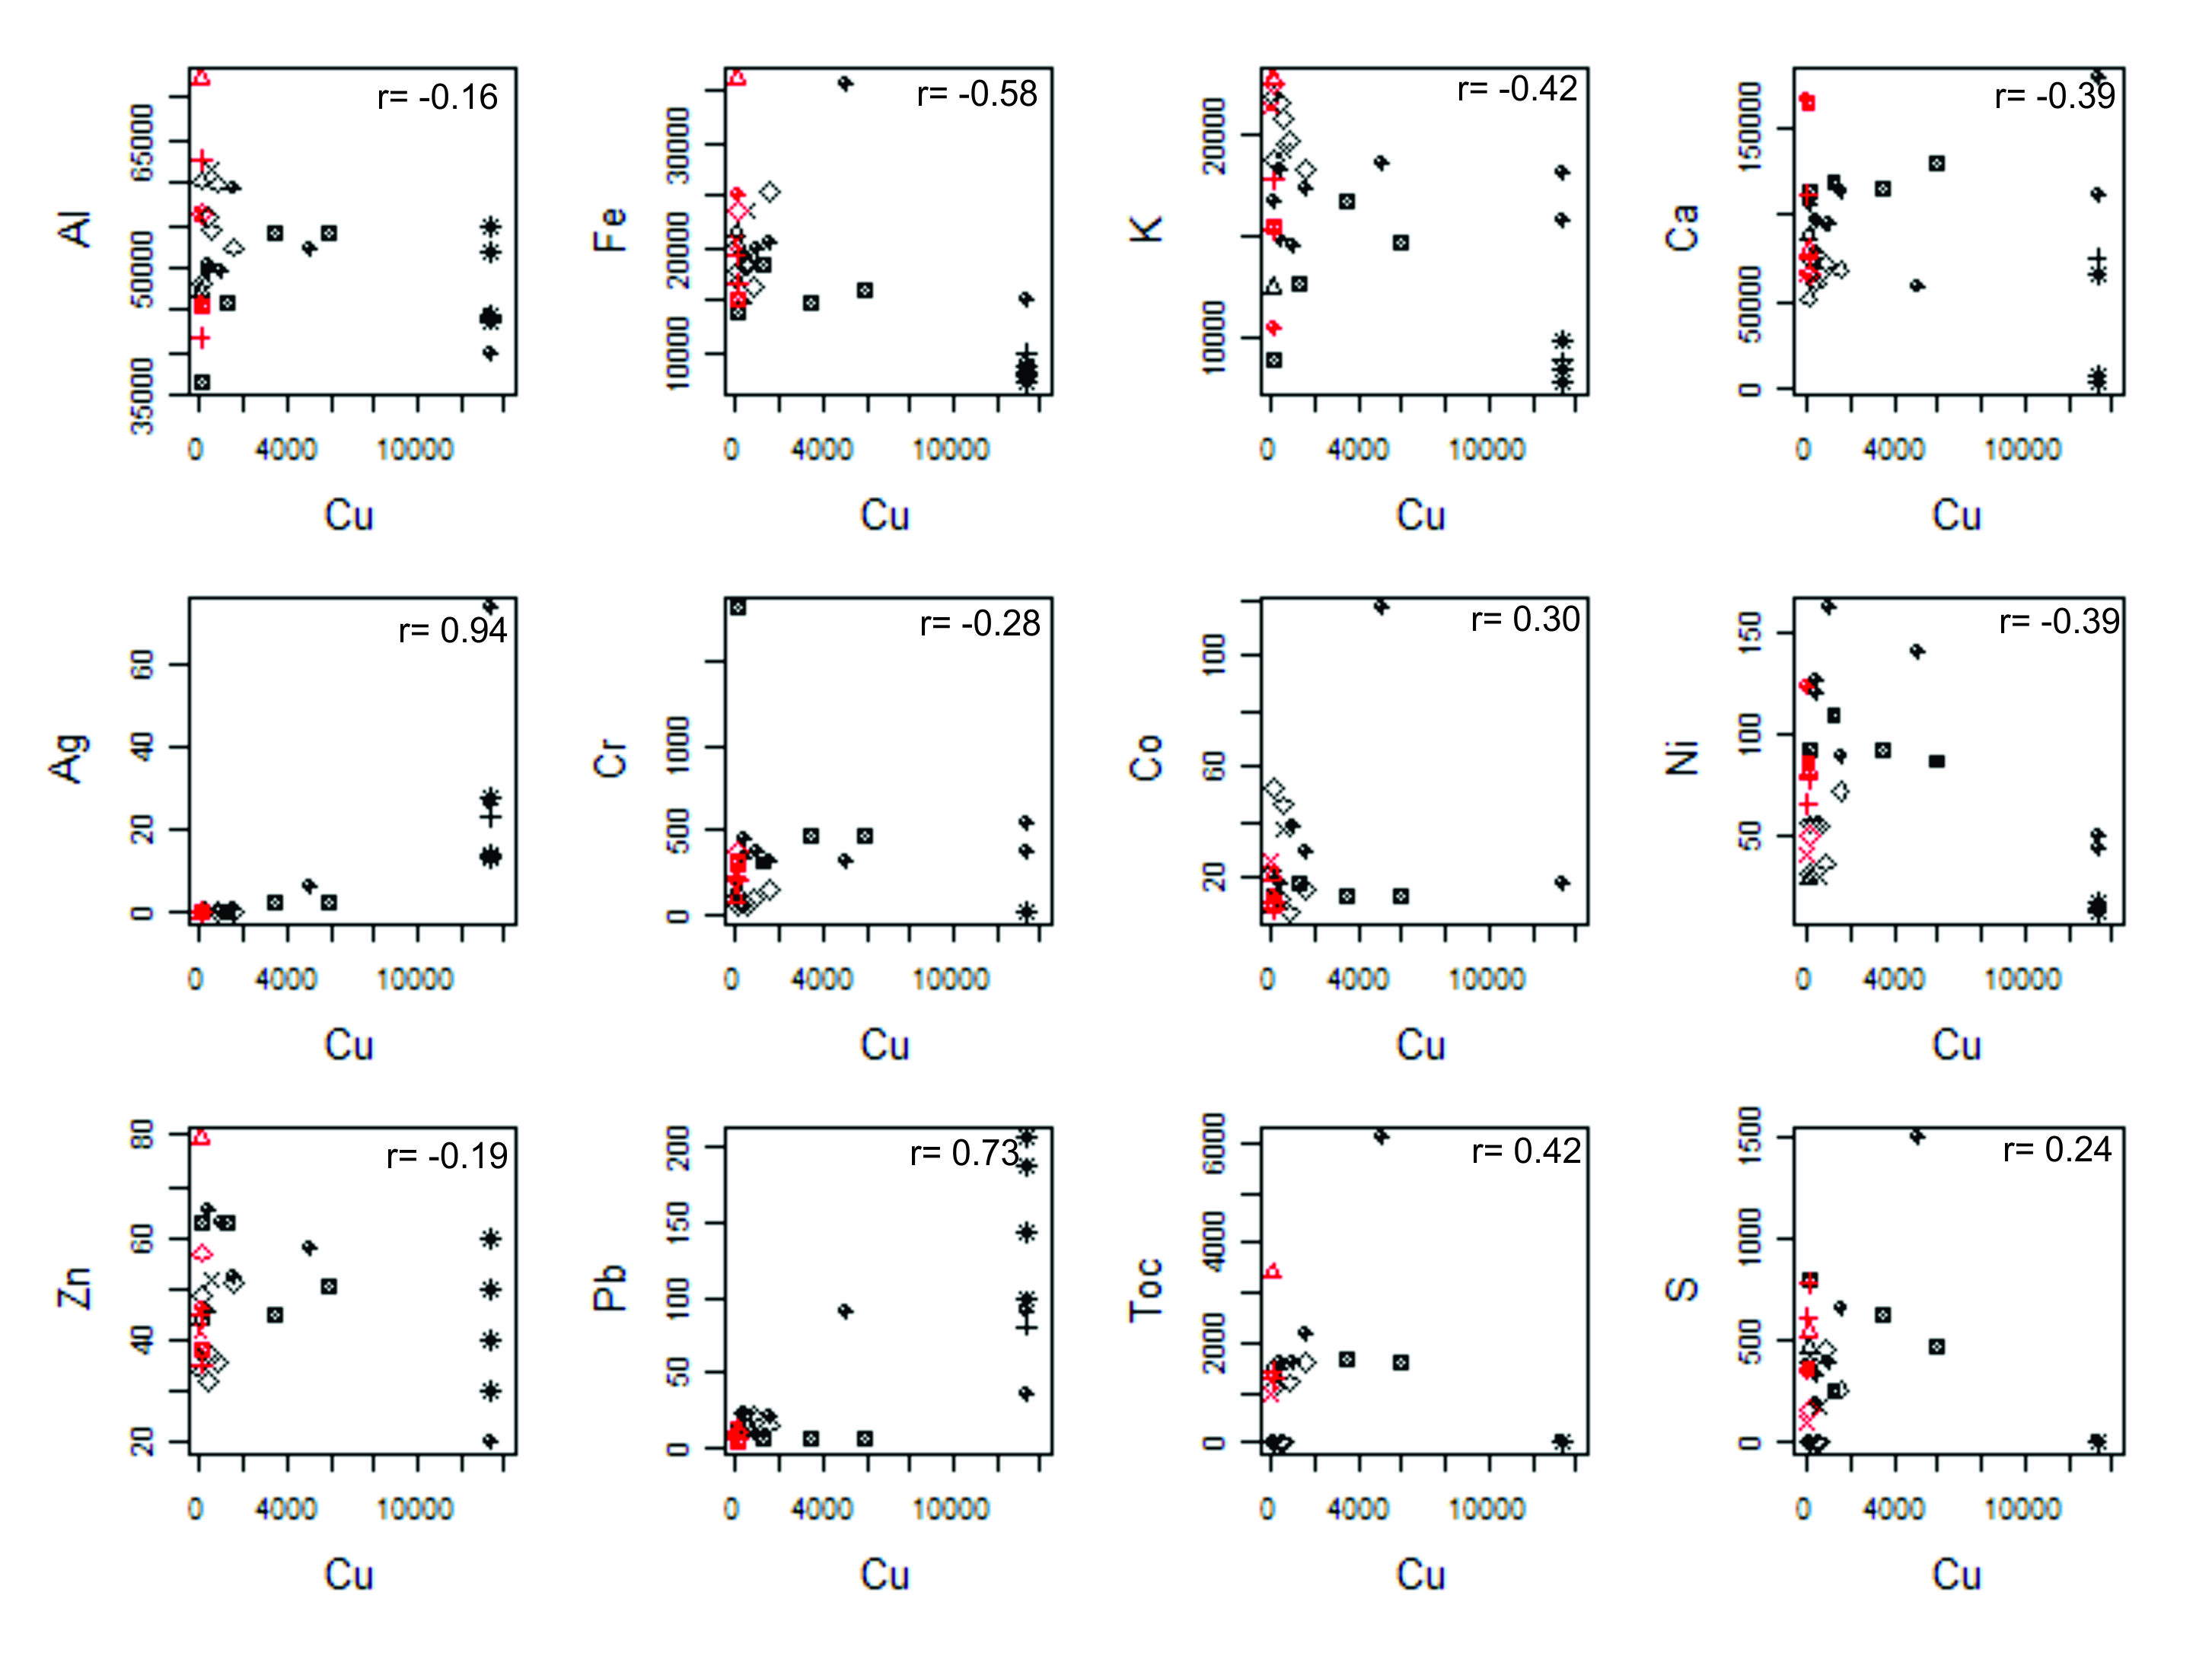 r= -0.16
Al
35000 50000 65000
0 4000 10000
Cu
r= -0.58
Fe
10000 20000 30000
0 4000 10000
Cu
r= -0.42
K
10000 20000
0 4000 10000
Cu
r= -0.39
Ca
0 50000 150000
0 4000 10000
Cu
r= 0.94
Ag
0 20 40 60
0 4000 10000
Cu
r= -0.28
Cr
0 500 1000
0 4000 10000
Cu
r= 0.30
Co
20 60 100
0 4000 10000
Cu
r= -0.39
Ni
50 100 150
0 4000 10000
Cu
r= -0.19
Zn
20 40 60 80
0 4000 10000
Cu
r= 0.73
Pb
0 50 100 150 200
0 4000 10000
Cu
r= 0.42
Toc
0 2000 4000 6000
0 4000 10000
Cu
r= 0.24
S
0 500 1000 1500
0 4000 10000
Cu